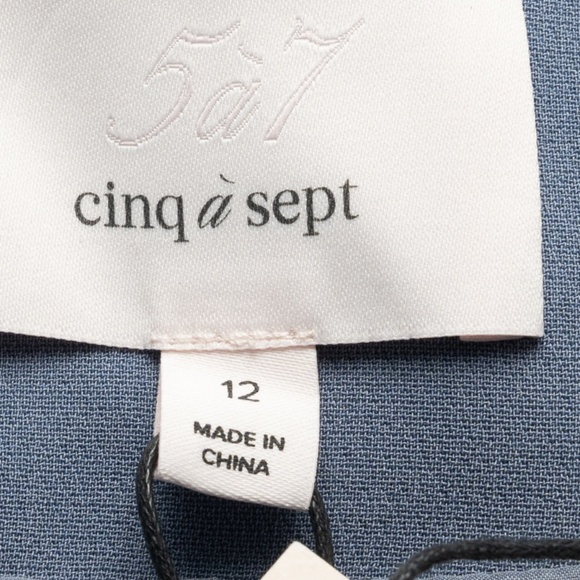 5à7
cinq à sept
12
MADE IN
CHINA